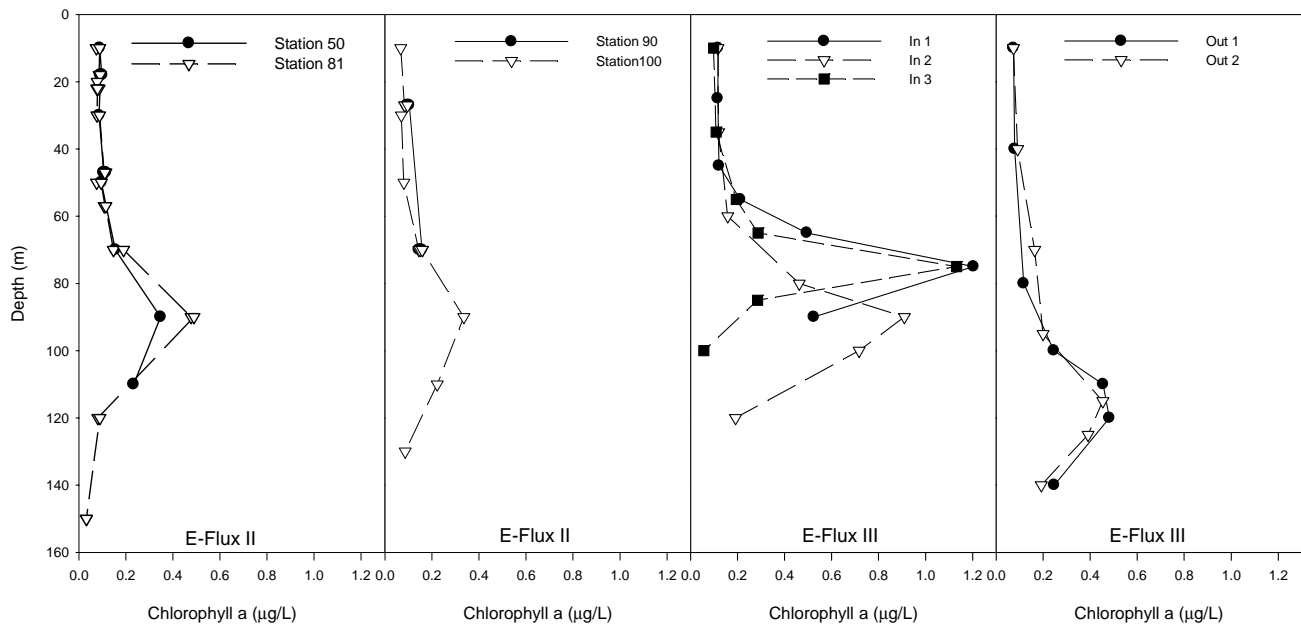 Depth (m)
0
20
40
60
80
100
120
140
160
Station 50
Station 81
E-Flux II
0.0 0.2 0.4 0.6 0.8 1.0 1.2
Chlorophyll a (μg/L)
Station 90
Station100
E-Flux II
0.0 0.2 0.4 0.6 0.8 1.0 1.2
Chlorophyll a (μg/L)
In 1
In 2
In 3
E-Flux III
0.0 0.2 0.4 0.6 0.8 1.0 1.2
Chlorophyll a (μg/L)
Out 1
Out 2
E-Flux III
0.0 0.2 0.4 0.6 0.8 1.0 1.2
Chlorophyll a (μg/L)